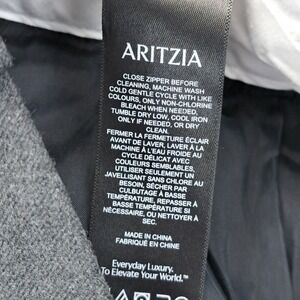 ARITZIA
CLOSE ZIPPER BEFORE
CLEANING, MACHINE WASH
COLD GENTLE CYCLE WITH LIKE
COLOURS, ONLY NON-CHLORINE
BLEACH WHEN NEEDED,
TUMBLE DRY LOW, COOL IRON
ONLY IF NEEDED, OR DRY
CLEAN.
FERMER LA FERMETURE ÉCLAIR
AVANT DE LAVER, LAVER À LA
MACHINE À L'EAU FROIDE AU
CYCLE DÉLICAT AVEC
COULEURS SEMBLABLES,
UTILISER SEULEMENT UN
JAVELLISANT SANS CHLORE AU
BESOIN, SÉCHER PAR
CULBUTAGE À BASSE
TEMPÉRATURE, REPASSER À
BASSE TEMPÉRATURE SI
NÉCESSAIRE, OU NETTOYER À
SEC.
MADE IN CHINA
FABRIQUÉ EN CHINE
Everyday Luxury.
To Elevate Your World.™